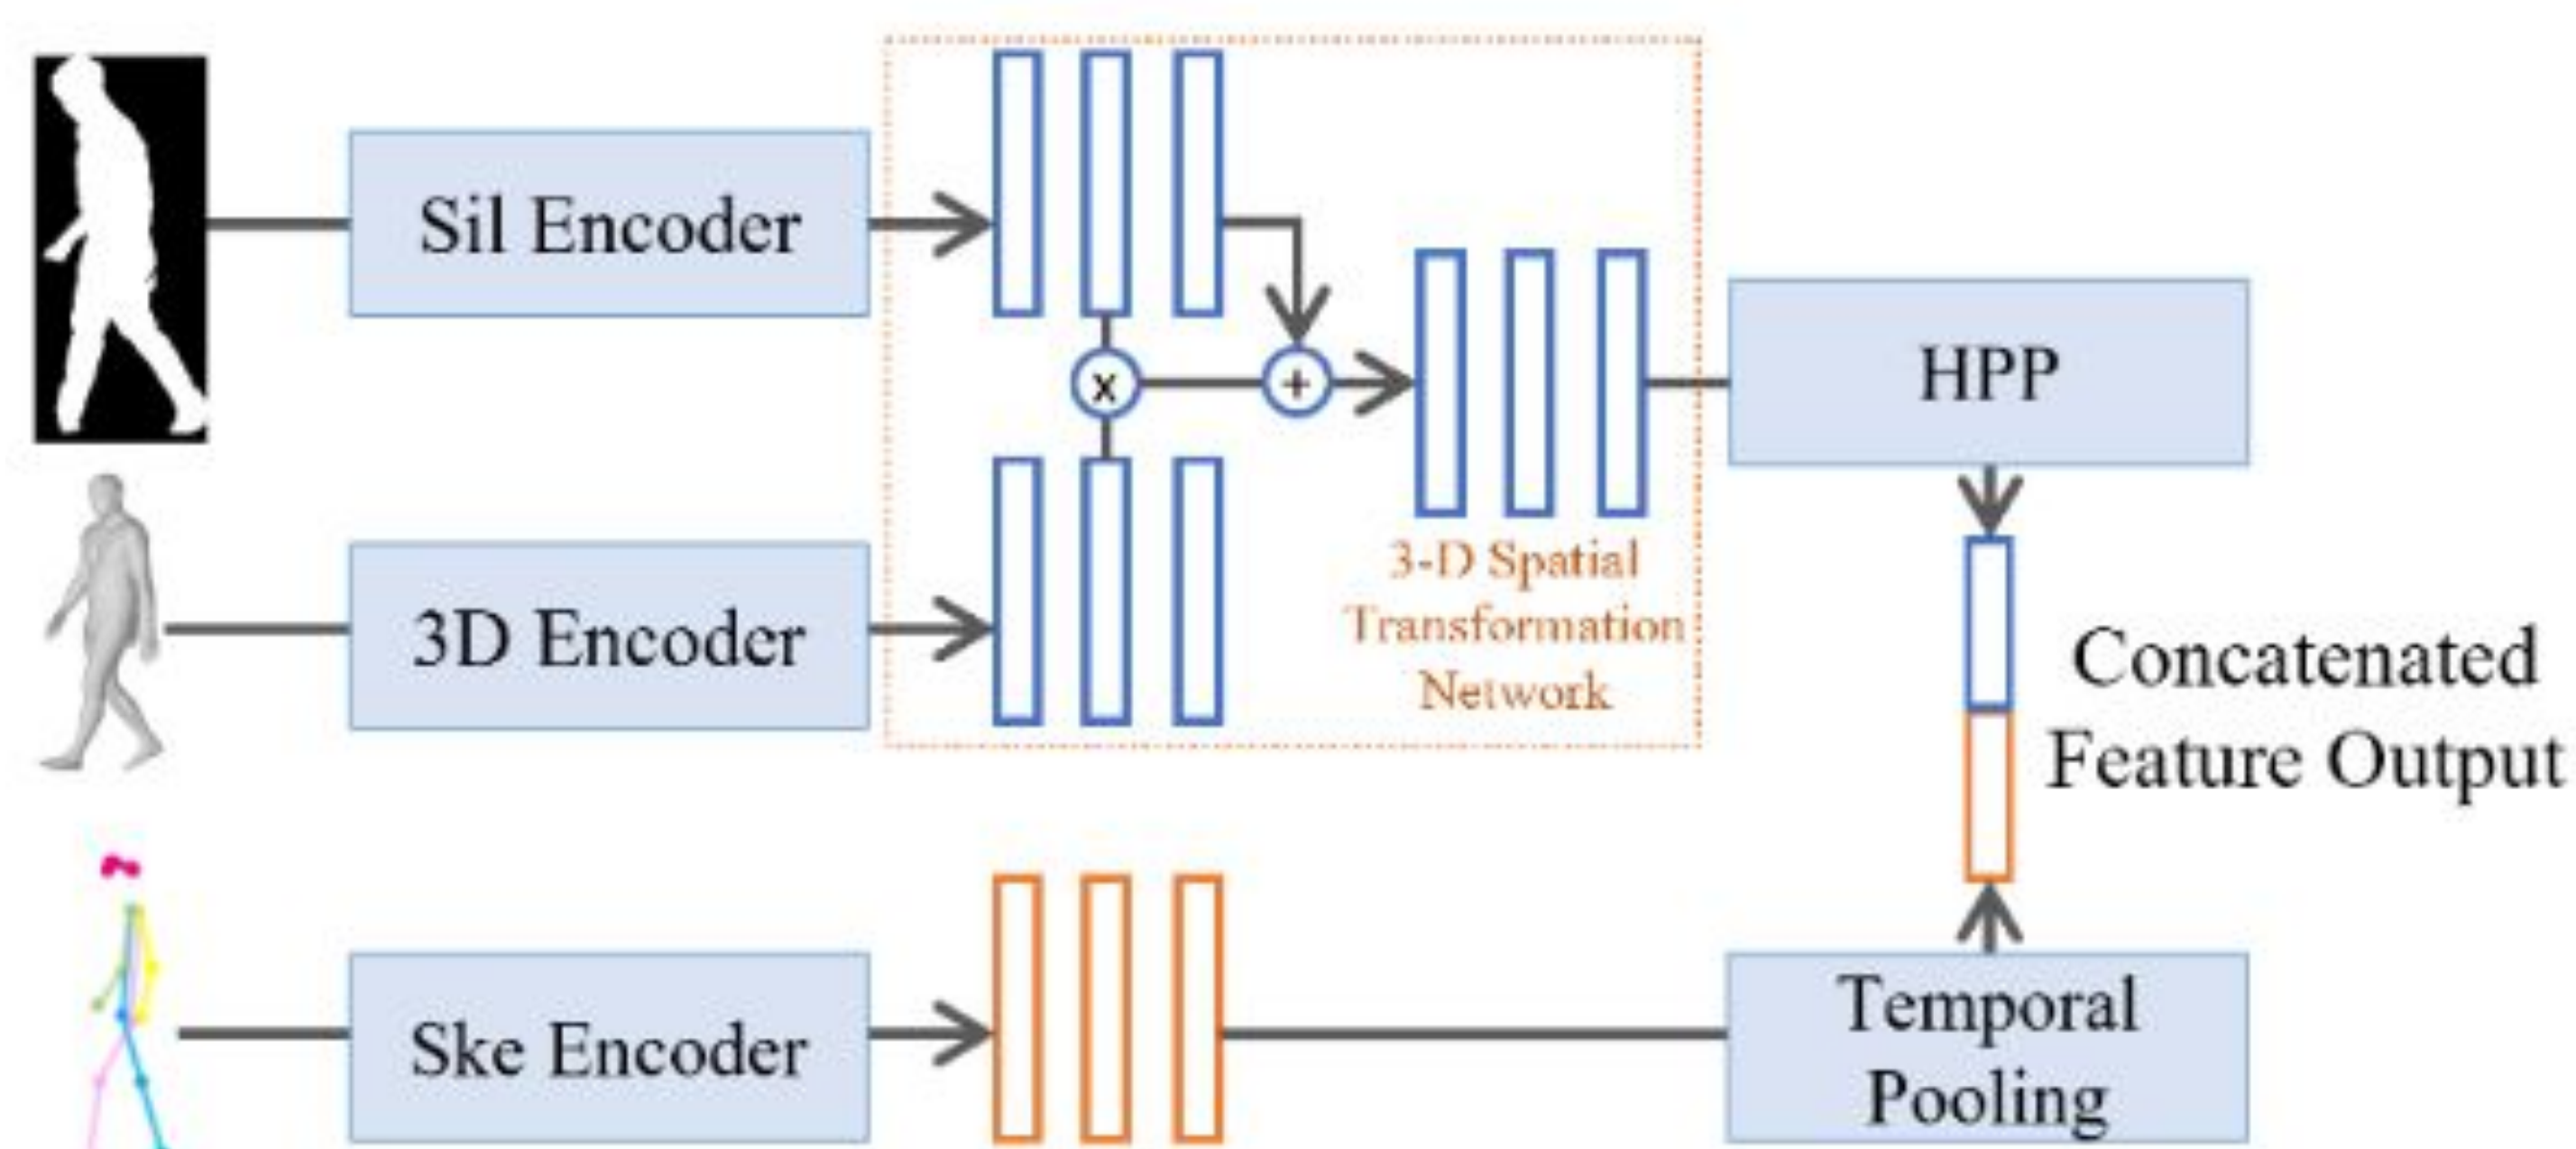 Sil Encoder
x
+
HPP
3-D Spatial
Transformation
Network
3D Encoder
Concatenated
Feature Output
Ske Encoder
Temporal
Pooling